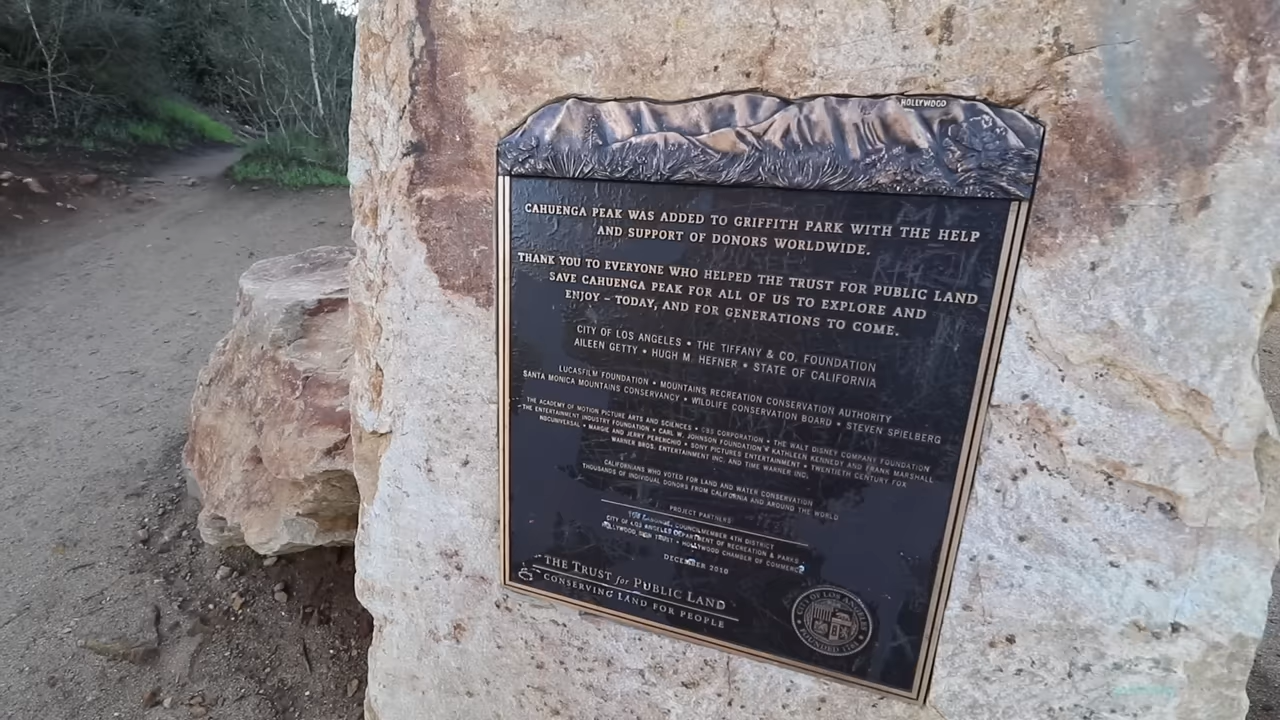 HOLLYWOOD
CAHUENGA PEAK WAS ADDED TO GRIFFITH PARK WITH THE HELP
AND SUPPORT OF DONORS WORLDWIDE.
THANK YOU TO EVERYONE WHO HELPED THE TRUST FOR PUBLIC LAND
SAVE CAHUENGA PEAK FOR ALL OF US TO EXPLORE AND
ENJOY – TODAY, AND FOR GENERATIONS TO COME.
CITY OF LOS ANGELES • THE TIFFANY & CO. FOUNDATION
AILEEN GETTY • HUGH M. HEFNER • STATE OF CALIFORNIA
LUCASFILM FOUNDATION • MOUNTAINS RECREATION CONSERVATION AUTHORITY
SANTA MONICA MOUNTAINS CONSERVANCY • WILDLIFE CONSERVATION BOARD • STEVEN SPIELBERG
THE ACADEMY OF MOTION PICTURE ARTS AND SCIENCES • CBS CORPORATION • THE WALT DISNEY COMPANY FOUNDATION
THE ENTERTAINMENT INDUSTRY FOUNDATION • CARL W. JOHNSON FOUNDATION • KATHLEEN KENNEDY AND FRANK MARSHALL
NBCUNIVERSAL • MARGIE AND JERRY PERENCHIO • SONY PICTURES ENTERTAINMENT • TWENTIETH CENTURY FOX
WARNER BROS. ENTERTAINMENT INC. AND TIME WARNER INC.
CALIFORNIANS WHO VOTED FOR LAND AND WATER CONSERVATION
THOUSANDS OF INDIVIDUAL DONORS FROM CALIFORNIA AND AROUND THE WORLD
PROJECT PARTNERS
COUNCILMEMBER 4TH DISTRICT
CITY OF LOS ANGELES DEPARTMENT OF RECREATION & PARKS
HOLLYWOOD SIGN TRUST • HOLLYWOOD CHAMBER OF COMMERCE
DECEMBER 2010
THE TRUST for PUBLIC LAND
CONSERVING LAND FOR PEOPLE
CITY OF LOS ANGELES
FOUNDED 1781